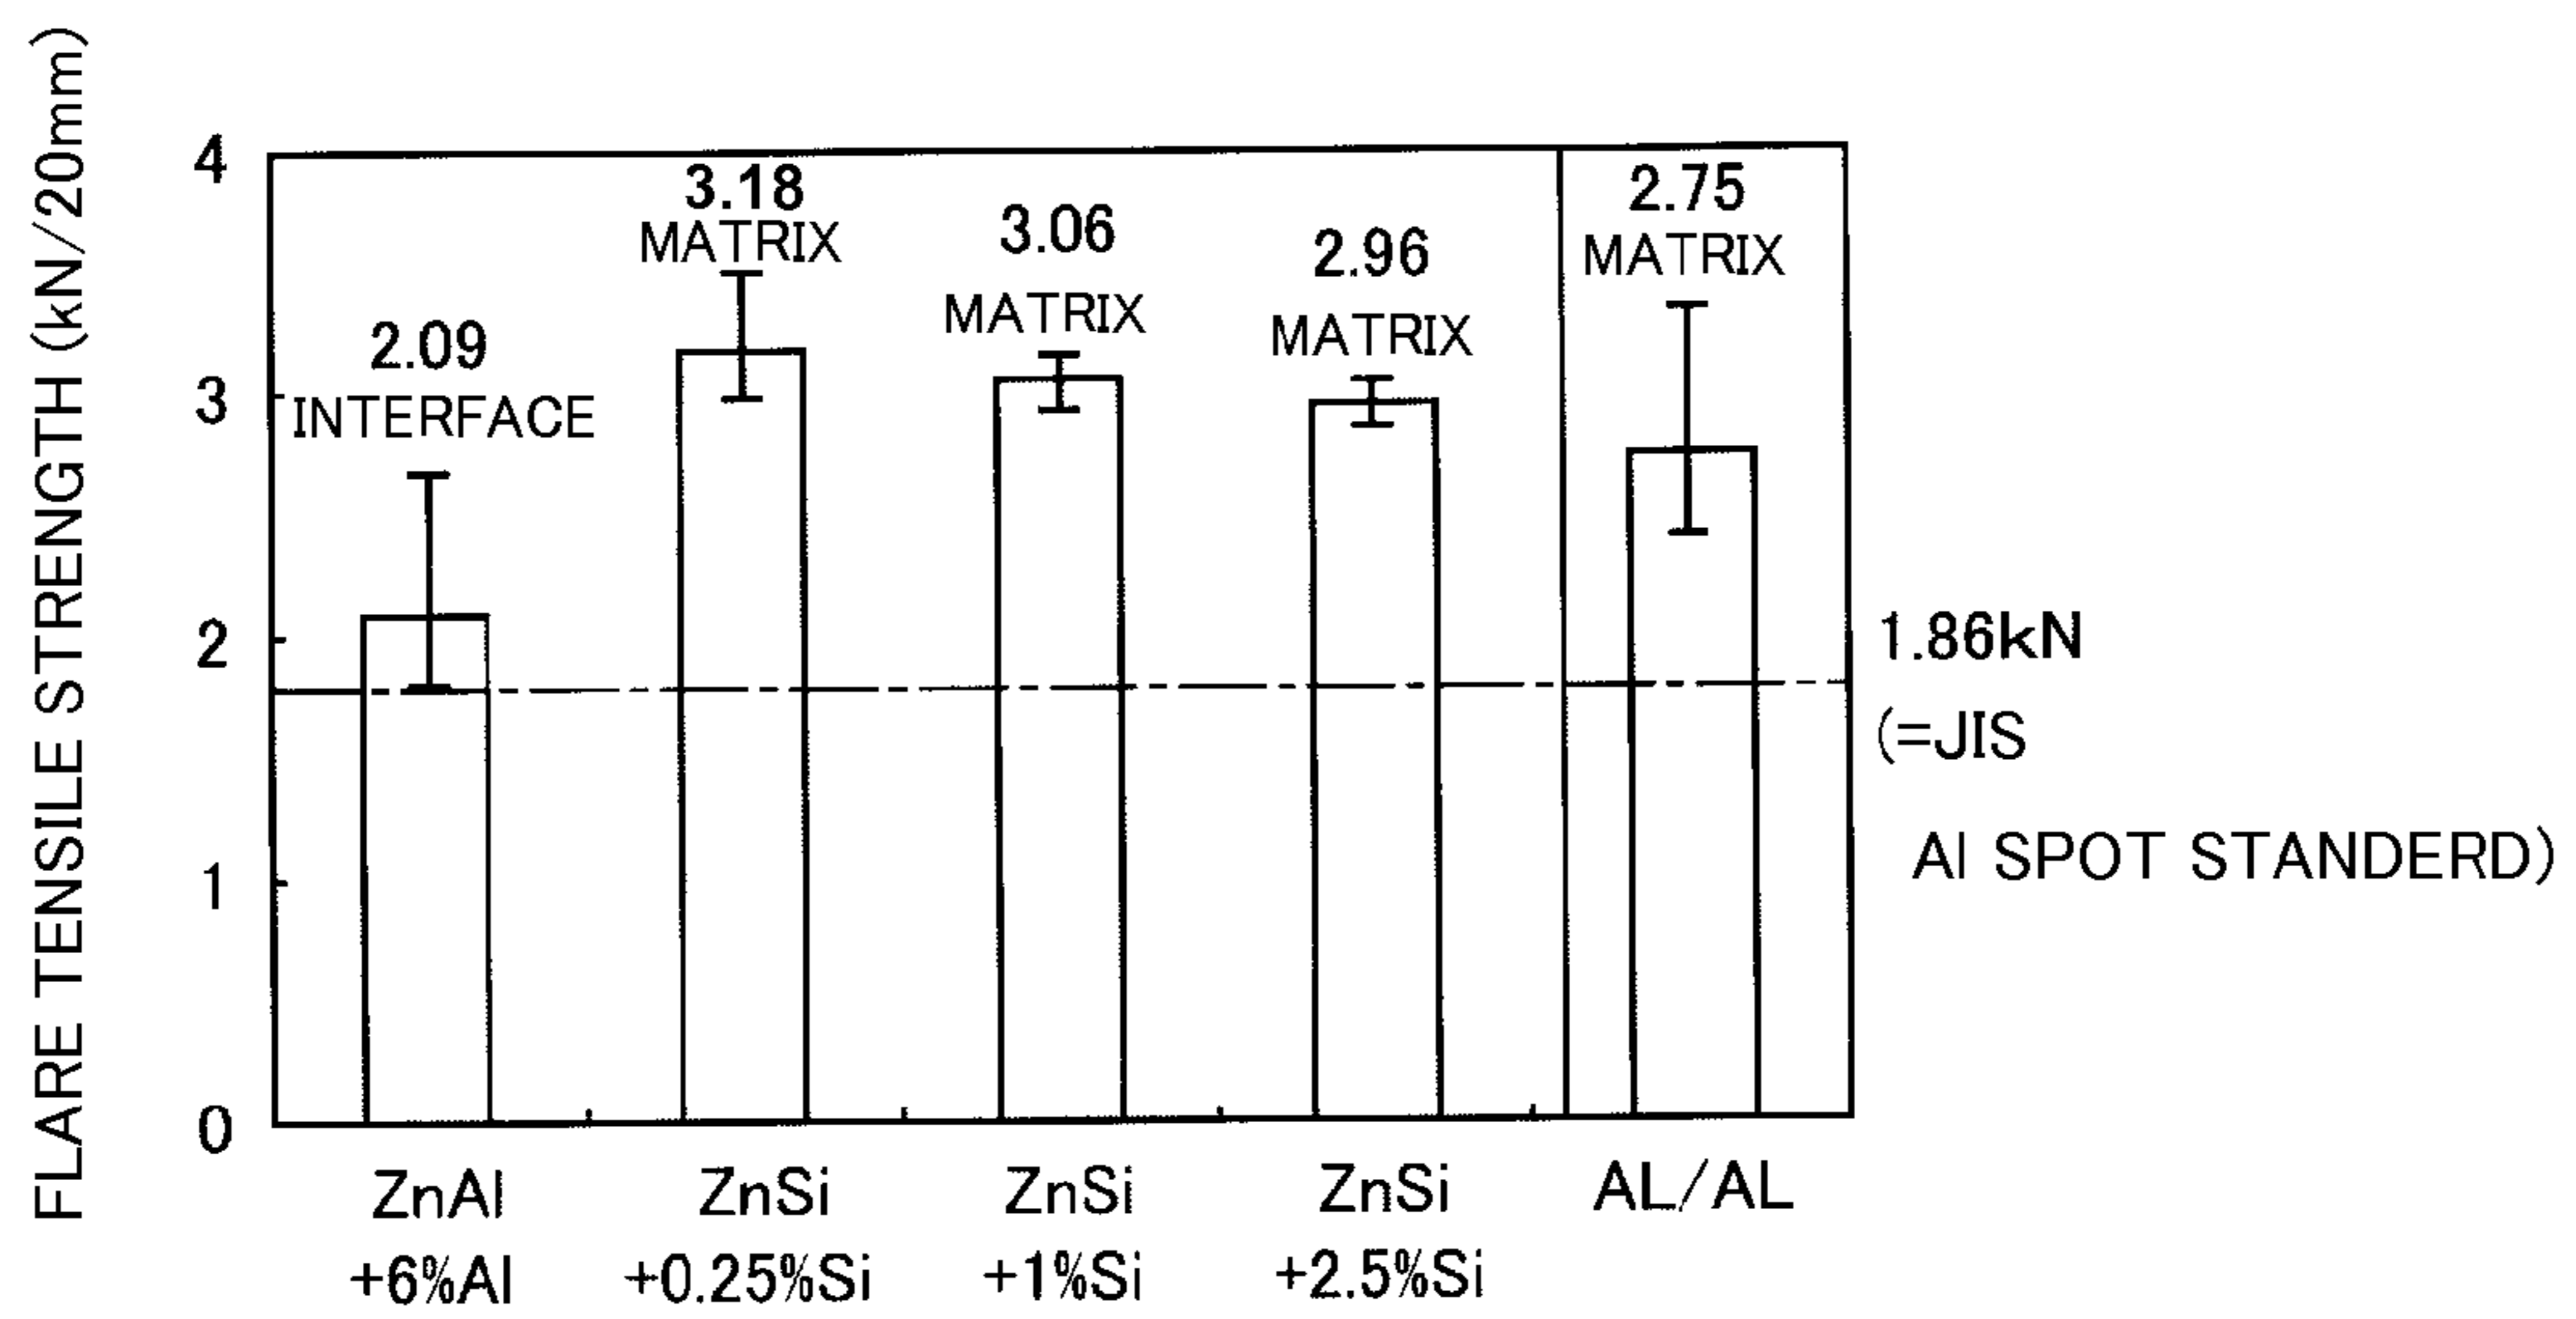 FLARE TENSILE STRENGTH (kN/20mm)
4
3
2
1
0
2.09
INTERFACE
3.18
MATRIX
3.06
MATRIX
2.96
MATRIX
2.75
MATRIX
1.86kN
(=JIS
Al SPOT STANDERD)
ZnAl
+6%Al
ZnSi
+0.25%Si
ZnSi
+1%Si
ZnSi
+2.5%Si
AL/AL